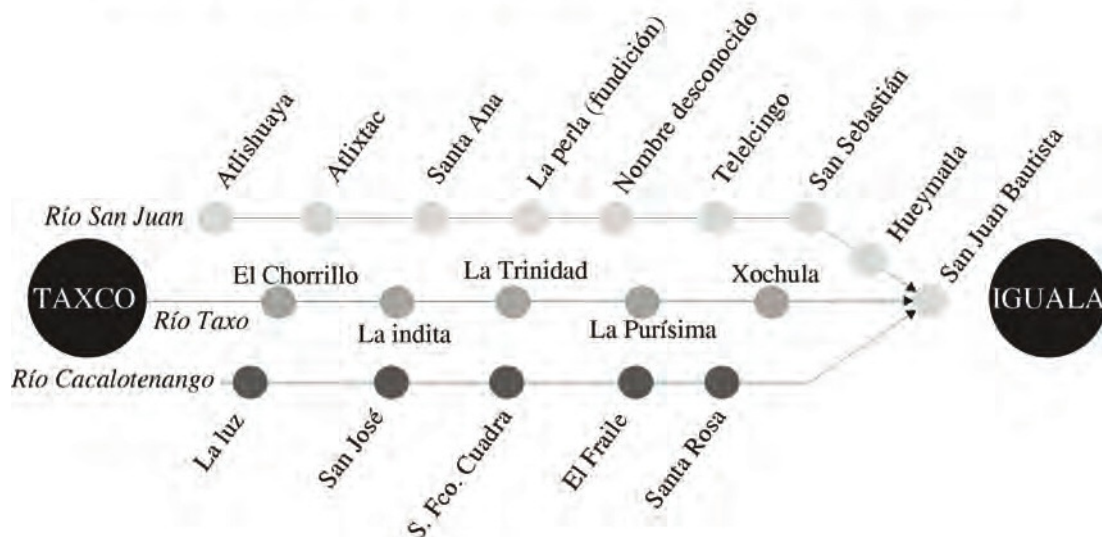 Atlishuaya
Atlixtac
Santa Ana
La perla (fundición)
Nombre desconocido
Telelcingo
San Sebastián
Hueymatla
San Juan Bautista
Río San Juan
TAXCO
El Chorrillo
La Trinidad
Xochula
IGUALA
Río Taxo
La indita
La Purísima
Río Cacalotenango
La luz
San José
S. Fco. Cuadra
El Fraile
Santa Rosa